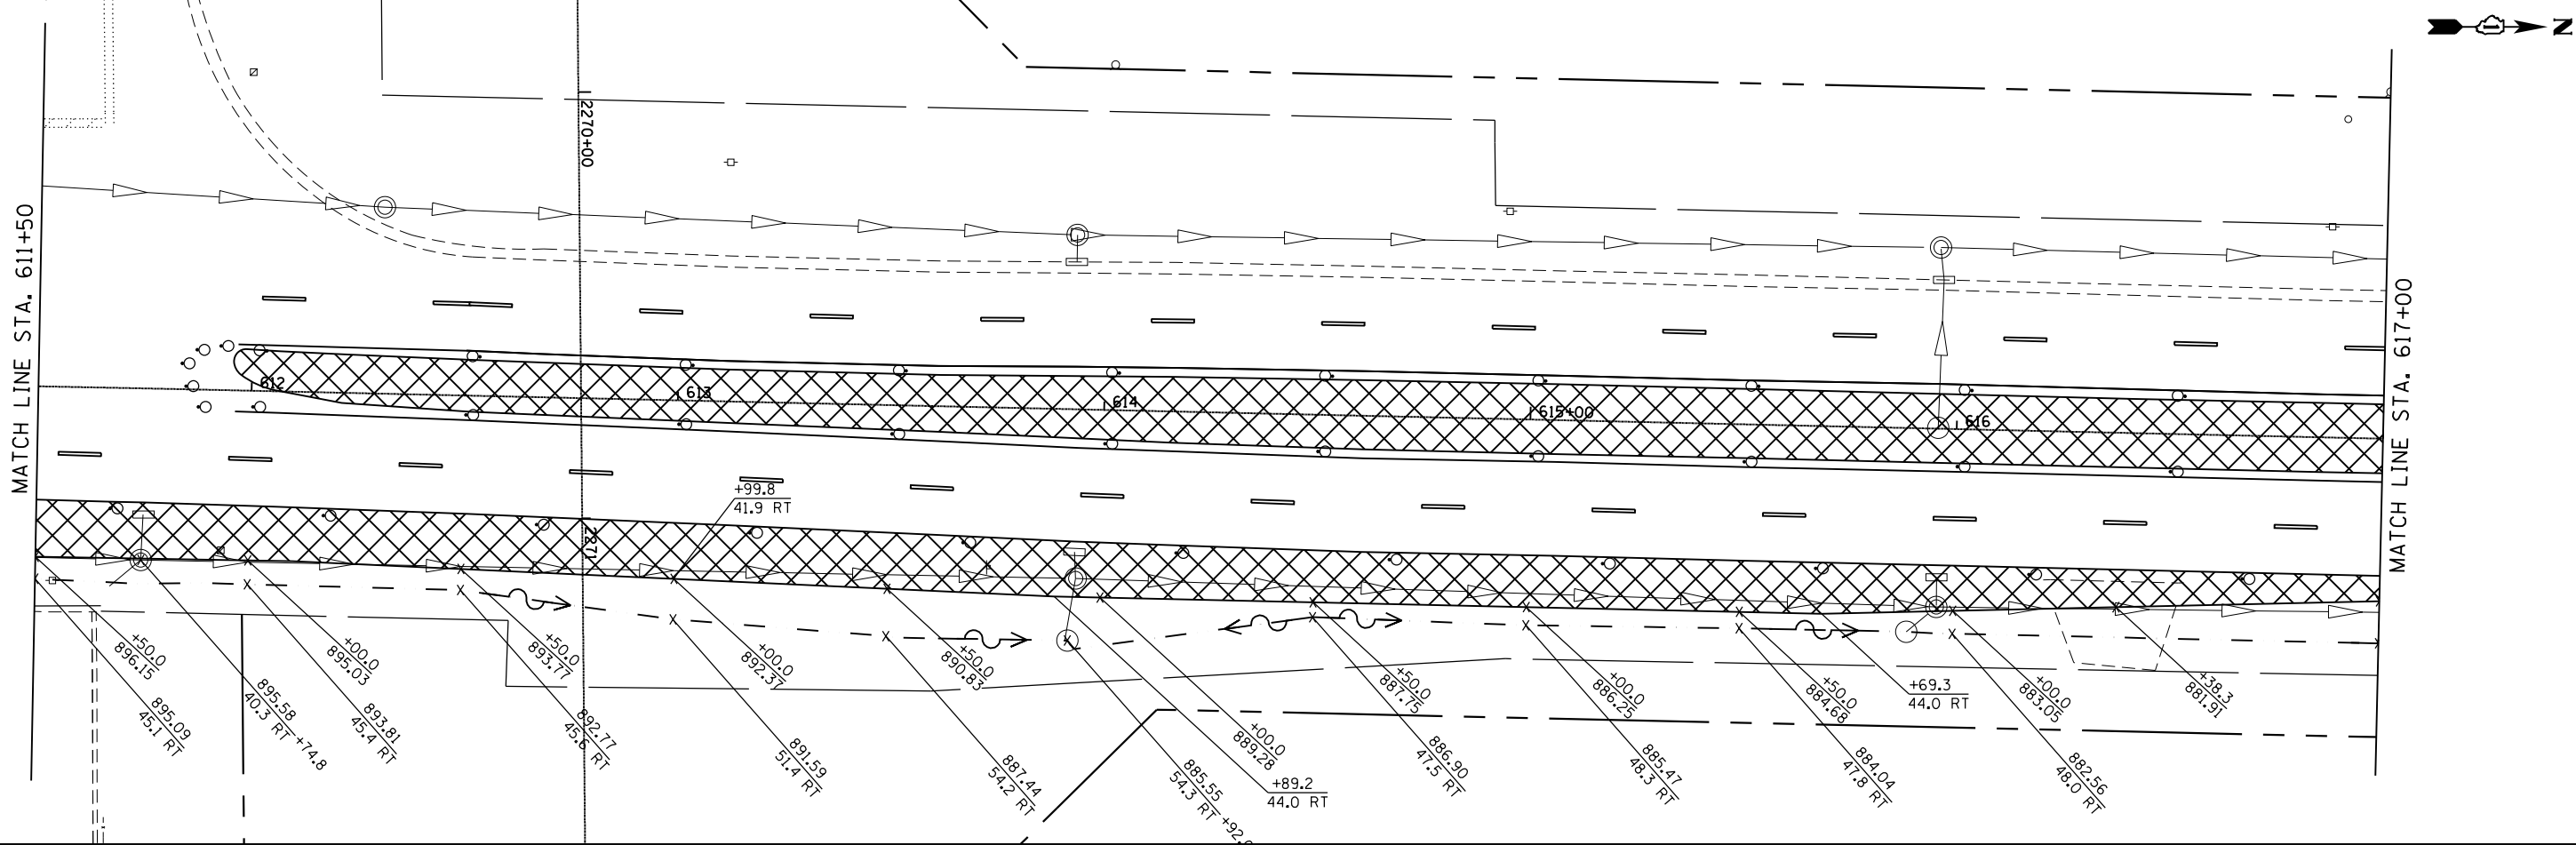 N
MATCH LINE STA. 611+50
2270+00
612
613
614
615+00
616
MATCH LINE STA. 617+00
2271
+99.8
41.9 RT
+50.0
896.15
895.09
45.1 RT
895.58
40.3 RT +74.8
+00.0
895.03
893.81
45.4 RT
+50.0
893.77
892.77
45.6 RT
+00.0
892.37
891.59
51.4 RT
+50.0
890.83
887.44
54.2 RT
885.55
54.3 RT
+00.0
889.28
+89.2
44.0 RT
+50.0
887.75
886.90
47.5 RT
+00.0
886.25
885.47
48.3 RT
+50.0
884.68
884.04
47.8 RT
+69.3
44.0 RT
+00.0
883.05
882.56
48.0 RT
+38.3
881.91